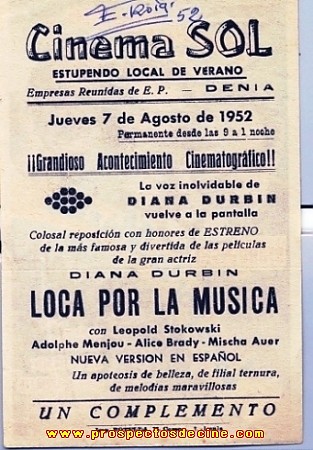 E. Roig 52
Cinema SOL
ESTUPENDO LOCAL DE VERANO
Empresas Reunidas de E. P. — DENIA
Jueves 7 de Agosto de 1952
Permanente desde las 9 a 1 noche
¡¡Grandioso Acontecimiento Cinematográfico!!
La voz inolvidable de
DIANA DURBIN
vuelve a la pantalla
Colosal reposición con honores de ESTRENO
de la más famosa y divertida de las películas
de la gran actriz
DIANA DURBIN
LOCA POR LA MUSICA
con Leopold Stokowski
Adolphe Menjou - Alice Brady - Mischa Auer
NUEVA VERSION EN ESPAÑOL
Un apoteosis de belleza, de filial ternura,
de melodías maravillosas
UN COMPLEMENTO
www.prospectosdecine.com